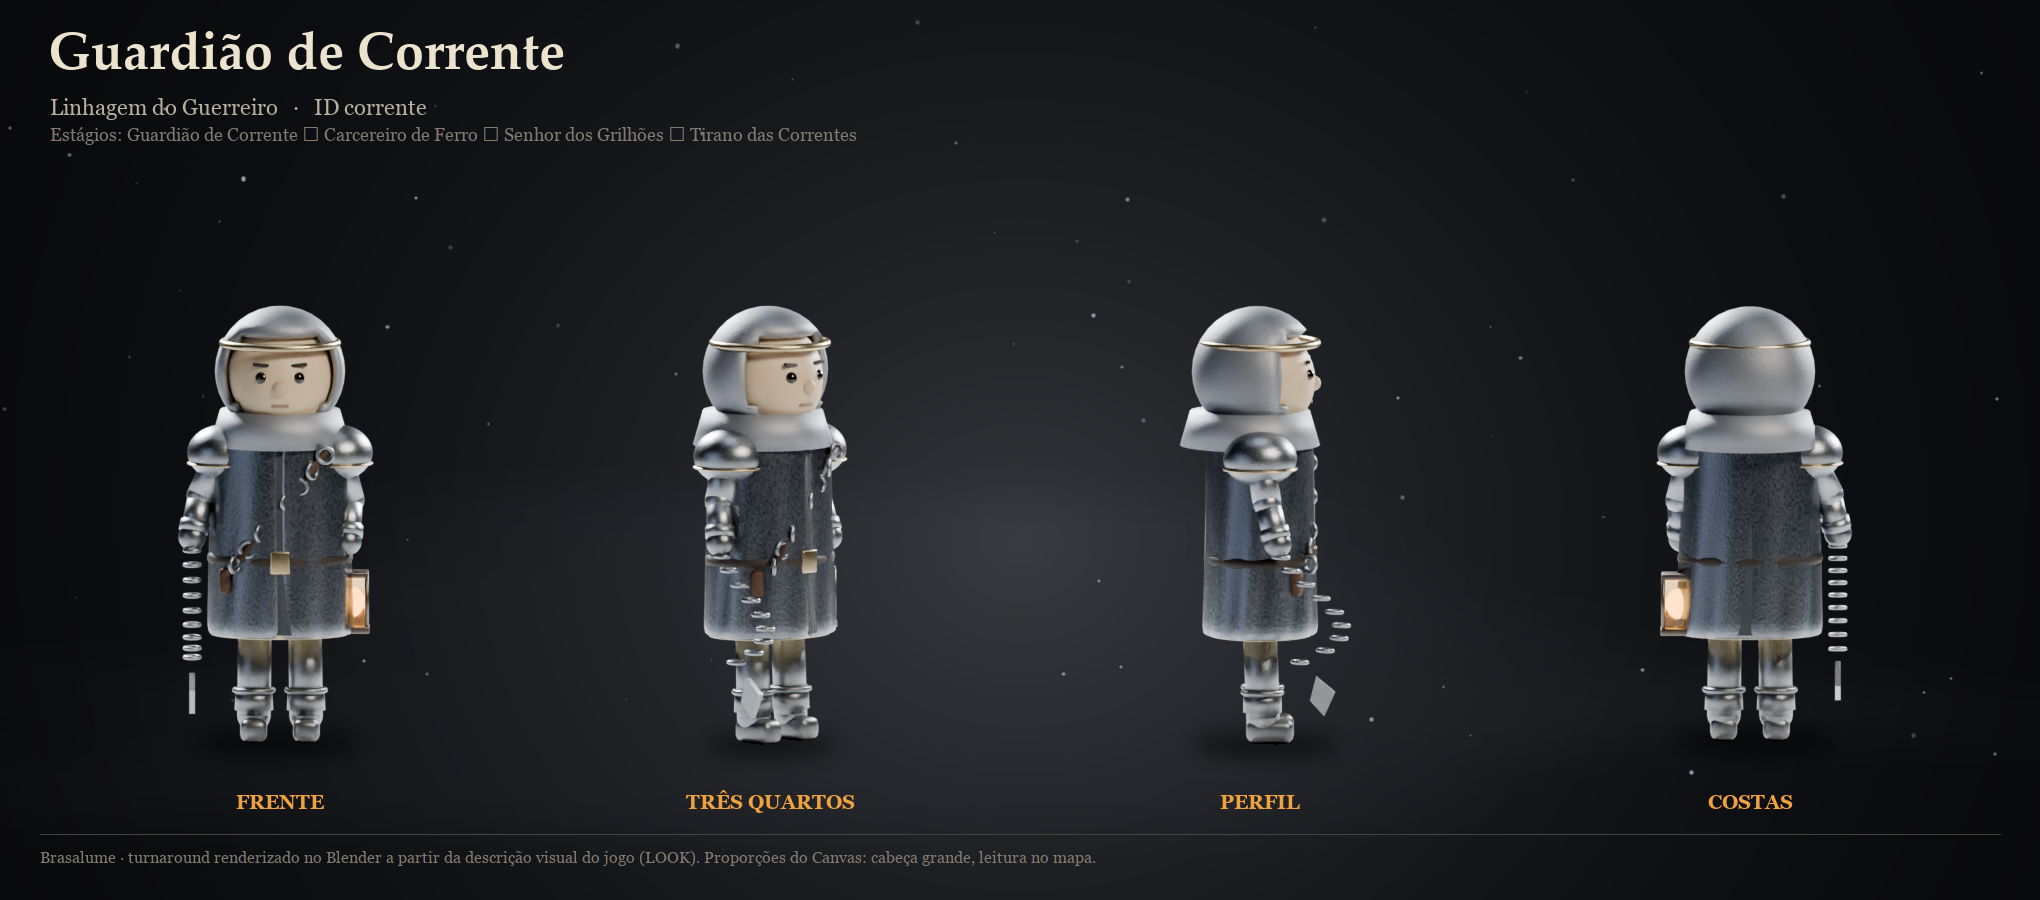 Guardião de Corrente
Linhagem do Guerreiro · ID corrente
Estágios: Guardião de Corrente □ Carcereiro de Ferro □ Senhor dos Grilhões □ Tirano das Correntes
FRENTE
TRÊS QUARTOS
PERFIL
COSTAS
Brasalume · turnaround renderizado no Blender a partir da descrição visual do jogo (LOOK). Proporções do Canvas: cabeça grande, leitura no mapa.